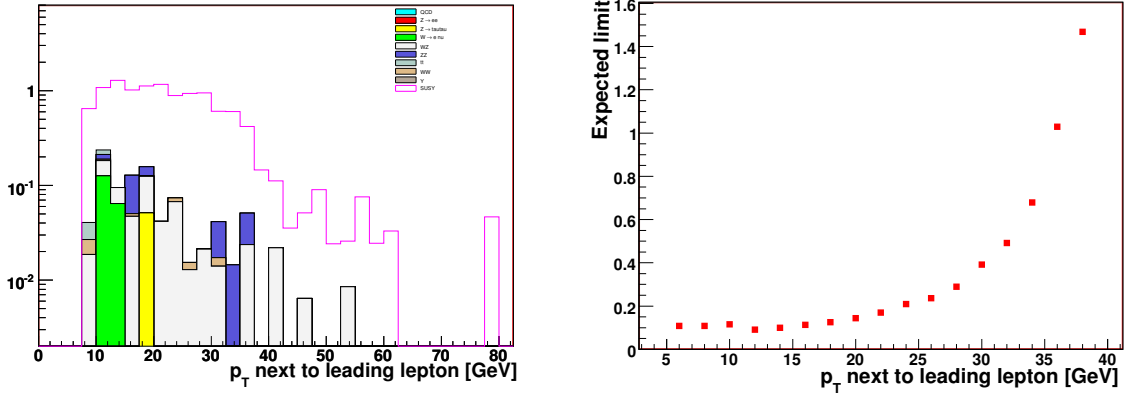 QCD
Z → ee
Z → tautau
W → e nu
WZ
ZZ
tt
WW
Y
SUSY
1
10-1
10-2
0 10 20 30 40 50 60 70 80
pT next to leading lepton [GeV]
Expected limit
1.6
1.4
1.2
1
0.8
0.6
0.4
0.2
0
5 10 15 20 25 30 35 40
pT next to leading lepton [GeV]